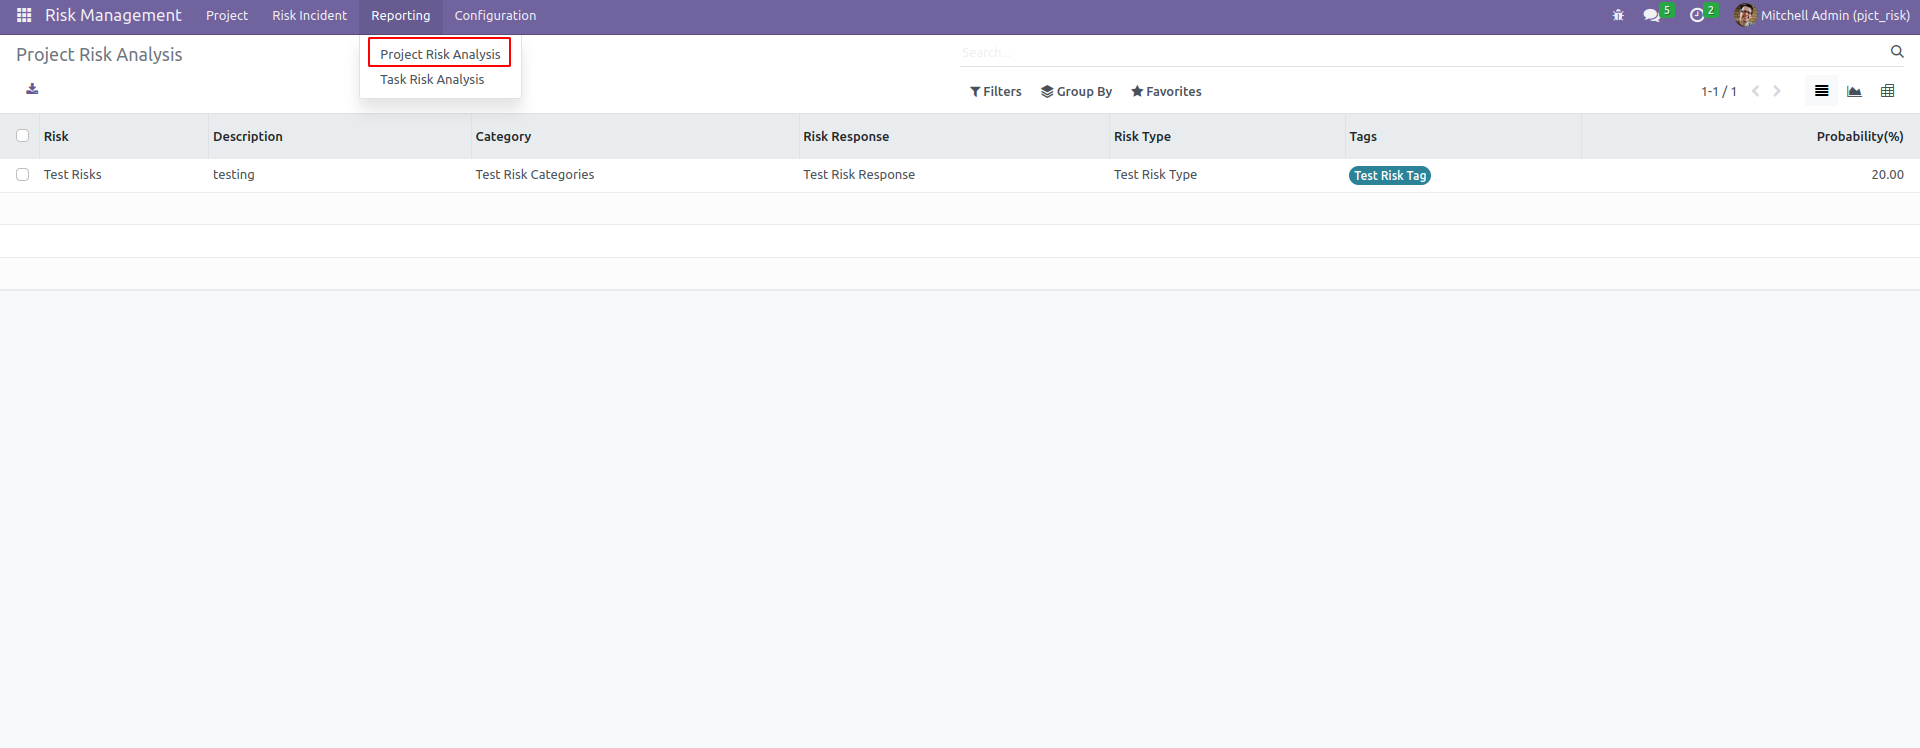 Risk Management Project Risk Incident Reporting Configuration 5 2 Mitchell Admin (pjct_risk)
Project Risk Analysis Project Risk Analysis Search...
Task Risk Analysis
Filters Group By Favorites 1-1 / 1
Risk Description Category Risk Response Risk Type Tags Probability(%)
Test Risks testing Test Risk Categories Test Risk Response Test Risk Type Test Risk Tag 20.00